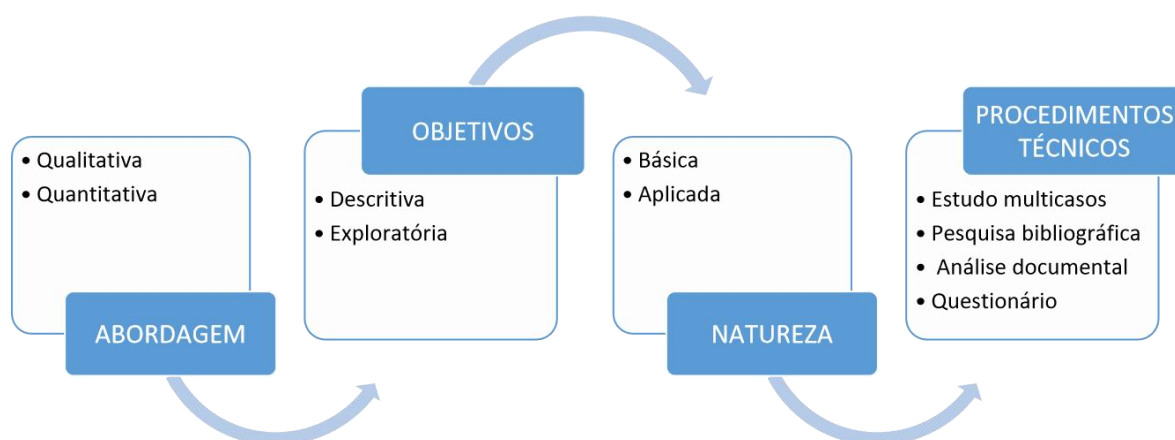 • Qualitativa
• Quantitativa
ABORDAGEM
OBJETIVOS
• Descritiva
• Exploratória
• Básica
• Aplicada
NATUREZA
PROCEDIMENTOS
TÉCNICOS
• Estudo multicasos
• Pesquisa bibliográfica
• Análise documental
• Questionário